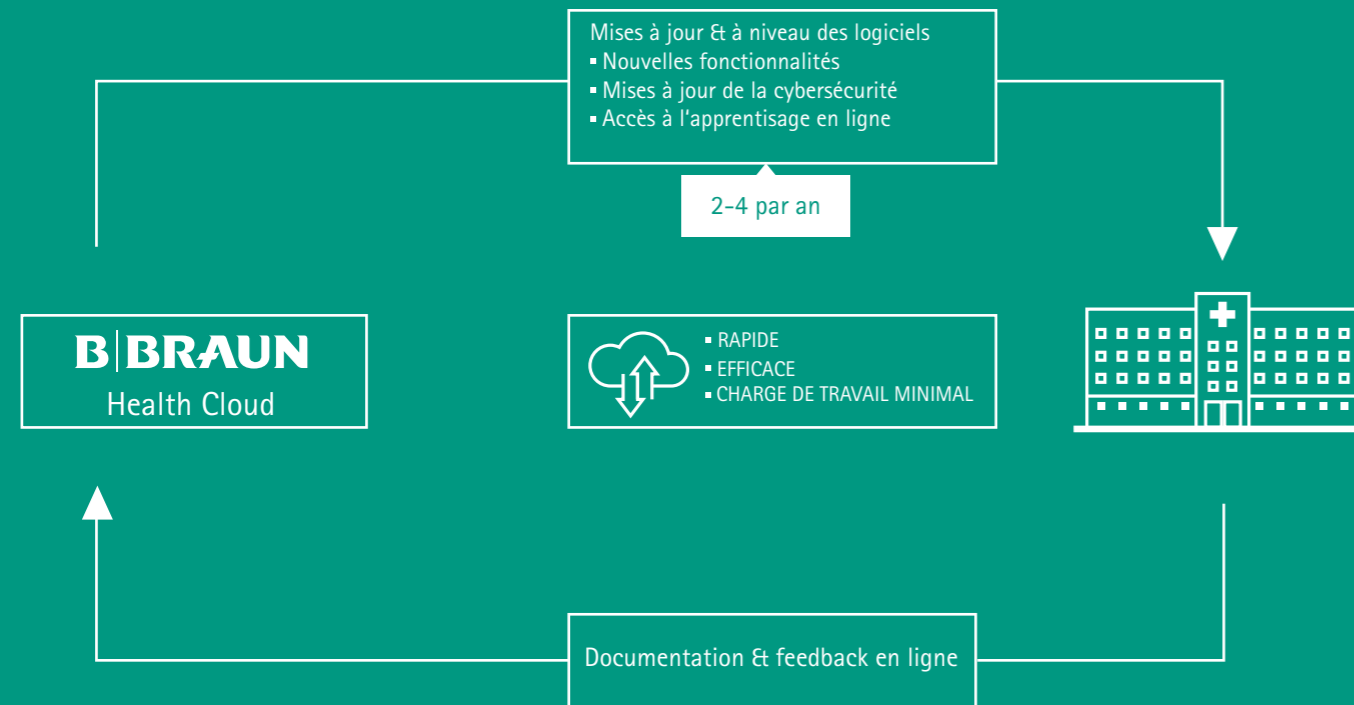 Mises à jour & à niveau des logiciels
▪ Nouvelles fonctionnalités
▪ Mises à jour de la cybersécurité
▪ Accès à l'apprentisage en ligne
2-4 par an
B|BRAUN
Health Cloud
▪ RAPIDE
▪ EFFICACE
▪ CHARGE DE TRAVAIL MINIMAL
Documentation & feedback en ligne